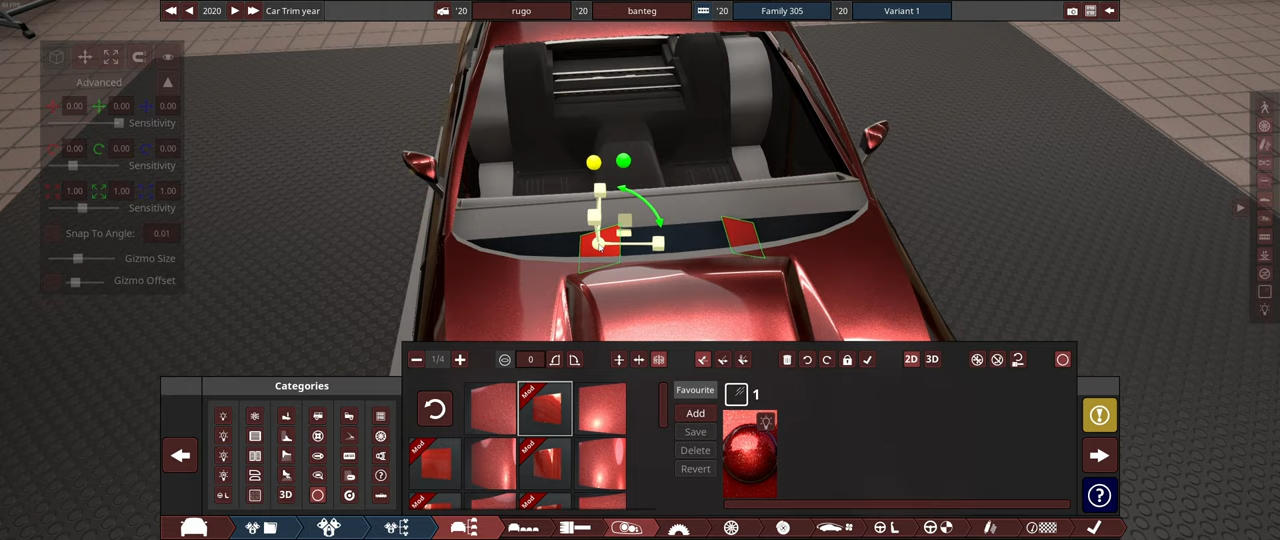 2020 Car Trim year '20 rugo '20 banteg '20 Family 305 '20 Variant 1
Advanced
0.00 0.00 0.00
Sensitivity
0.00 0.00 0.00
Sensitivity
1.00 1.00 1.00
Sensitivity
Snap To Angle: 0.01
Gizmo Size
Gizmo Offset
1/4 0 2D 3D
Categories
3D
L
Mod
Mod
Mod
Mod
Mod
Favourite
Add
Save
Delete
Revert
1
L